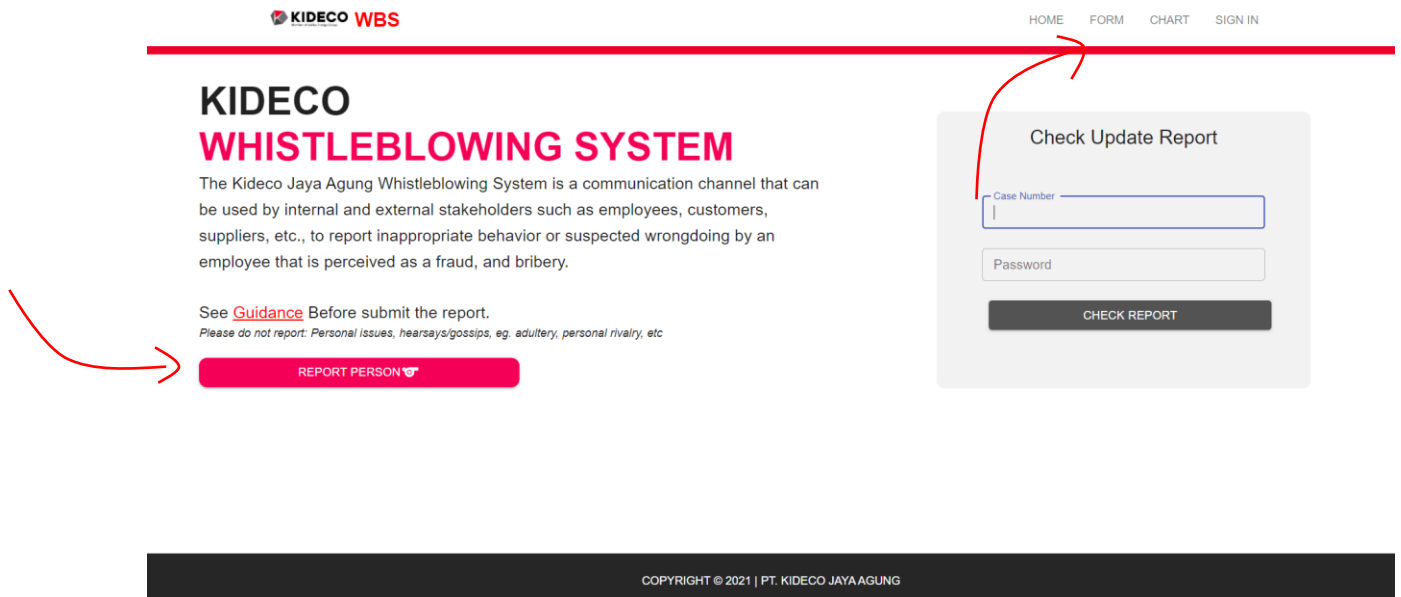 KIDECO WBS
HOME FORM CHART SIGN IN
KIDECO
WHISTLEBLOWING SYSTEM
The Kideco Jaya Agung Whistleblowing System is a communication channel that can
be used by internal and external stakeholders such as employees, customers,
suppliers, etc., to report inappropriate behavior or suspected wrongdoing by an
employee that is perceived as a fraud, and bribery.
See Guidance Before submit the report.
Please do not report: Personal issues, hearsays/gossips, eg. adultery, personal rivalry, etc
REPORT PERSON
Check Update Report
Case Number
Password
CHECK REPORT
COPYRIGHT © 2021 | PT. KIDECO JAYA AGUNG